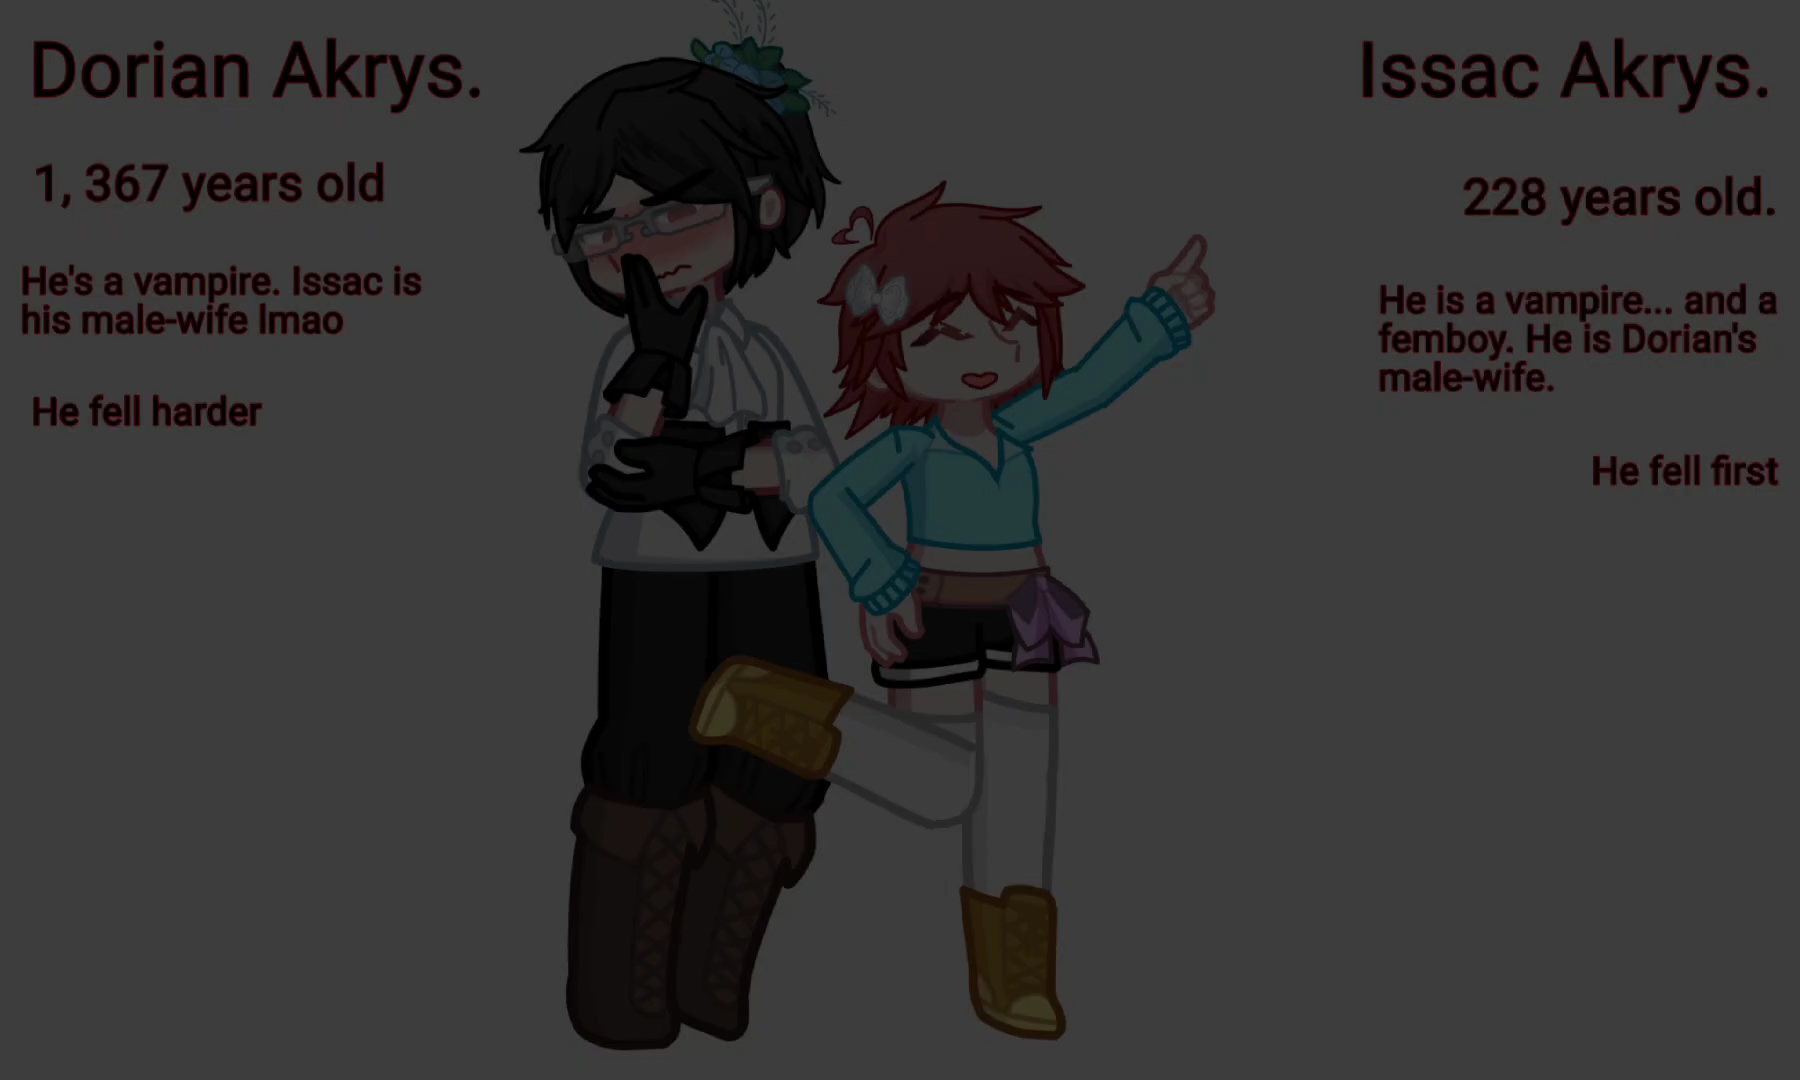 Dorian Akrys.
1, 367 years old
He's a vampire. Issac is
his male-wife lmao
He fell harder
Issac Akrys.
228 years old.
He is a vampire... and a
femboy. He is Dorian's
male-wife.
He fell first